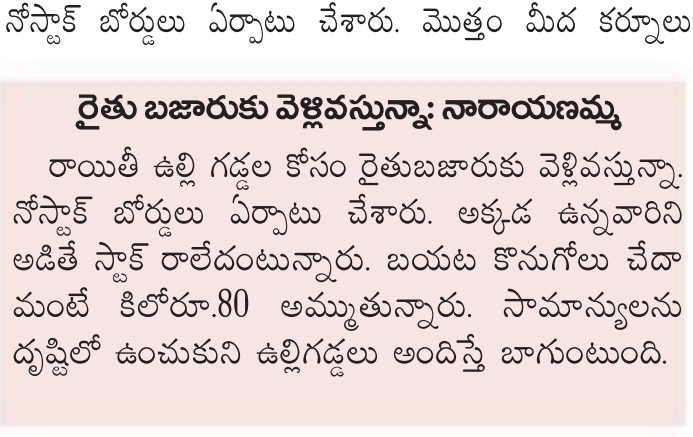 నోస్టాక్ బోర్డులు ఏర్పాటు చేశారు. మొత్తం మీద కర్నూలు
రైతు బజారుకు వెళ్లివస్తున్నా: నారాయణమ్మ
రాయితీ ఉల్లి గడ్డల కోసం రైతుబజారుకు వెళ్లివస్తున్నా.
నోస్టాక్ బోర్డులు ఏర్పాటు చేశారు. అక్కడ ఉన్నవారిని
అడితే స్టాక్ రాలేదంటున్నారు. బయట కొనుగోలు చేదా
మంటే కిలోరూ.80 అమ్ముతున్నారు. సామాన్యులను
దృష్టిలో ఉంచుకుని ఉల్లిగడ్డలు అందిస్తే బాగుంటుంది.